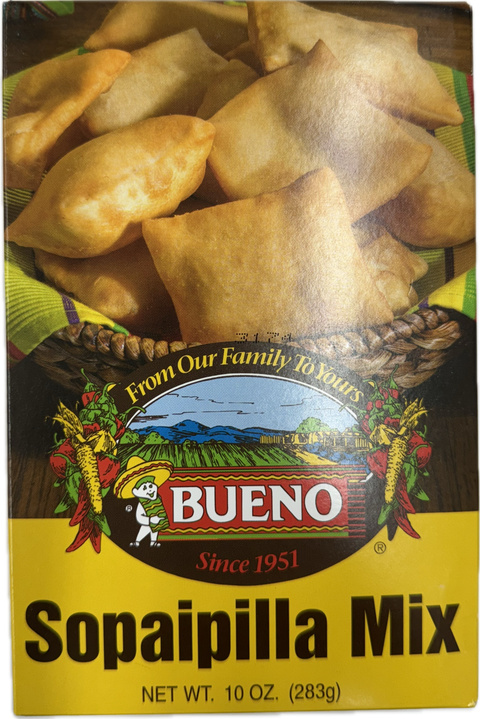 From Our Family To Yours
BUENO
®
Since 1951
®
Sopaipilla Mix
NET WT. 10 OZ. (283g)